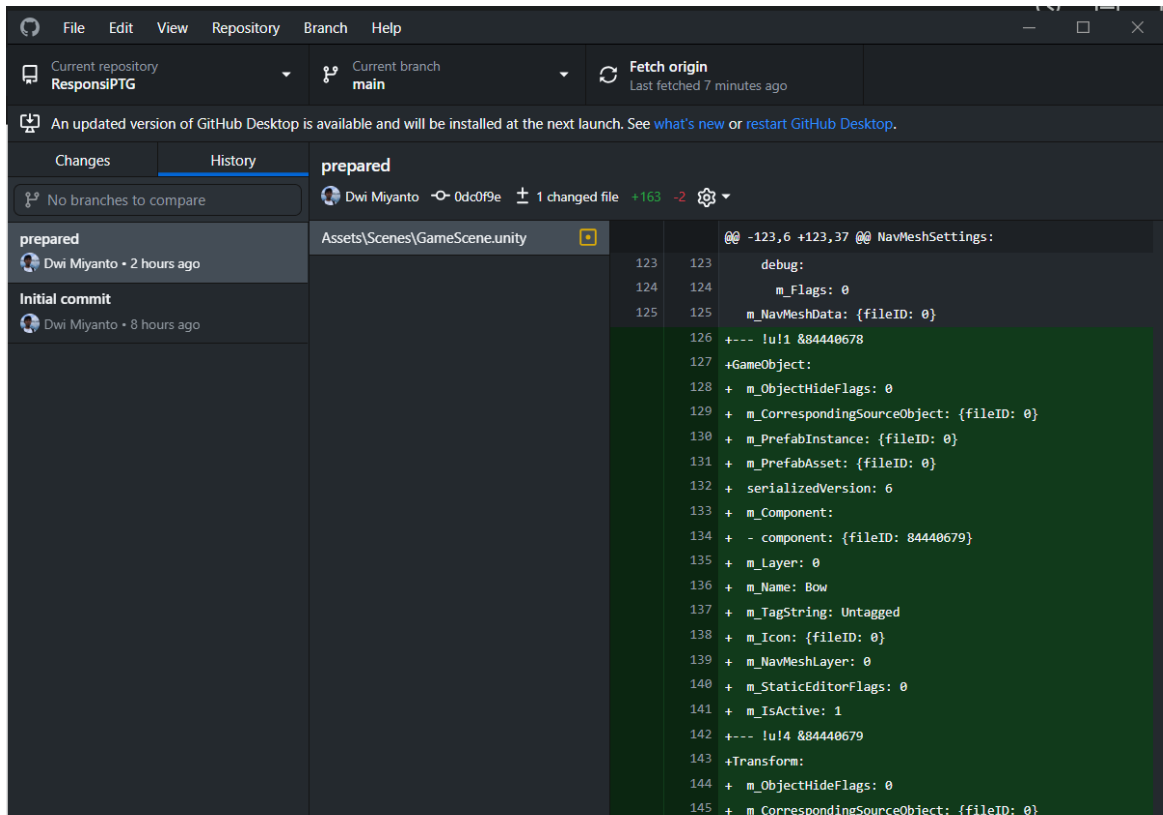 File Edit View Repository Branch Help
Current repository
ResponsiPTG
Current branch
main
Fetch origin
Last fetched 7 minutes ago
An updated version of GitHub Desktop is available and will be installed at the next launch. See what's new or restart GitHub Desktop.
Changes
History
No branches to compare
prepared
Dwi Miyanto • 2 hours ago
Initial commit
Dwi Miyanto • 8 hours ago
prepared
Dwi Miyanto 0dc0f9e 1 changed file +163 -2
Assets\Scenes\GameScene.unity
@@ -123,6 +123,37 @@ NavMeshSettings:
123 123 debug:
124 124 m_Flags: 0
125 125 m_NavMeshData: {fileID: 0}
126 +--- !u!1 &84440678
127 +GameObject:
128 + m_ObjectHideFlags: 0
129 + m_CorrespondingSourceObject: {fileID: 0}
130 + m_PrefabInstance: {fileID: 0}
131 + m_PrefabAsset: {fileID: 0}
132 + serializedVersion: 6
133 + m_Component:
134 + - component: {fileID: 84440679}
135 + m_Layer: 0
136 + m_Name: Bow
137 + m_TagString: Untagged
138 + m_Icon: {fileID: 0}
139 + m_NavMeshLayer: 0
140 + m_StaticEditorFlags: 0
141 + m_IsActive: 1
142 +--- !u!4 &84440679
143 +Transform:
144 + m_ObjectHideFlags: 0
145 + m_CorrespondingSourceObject: {fileID: 0}